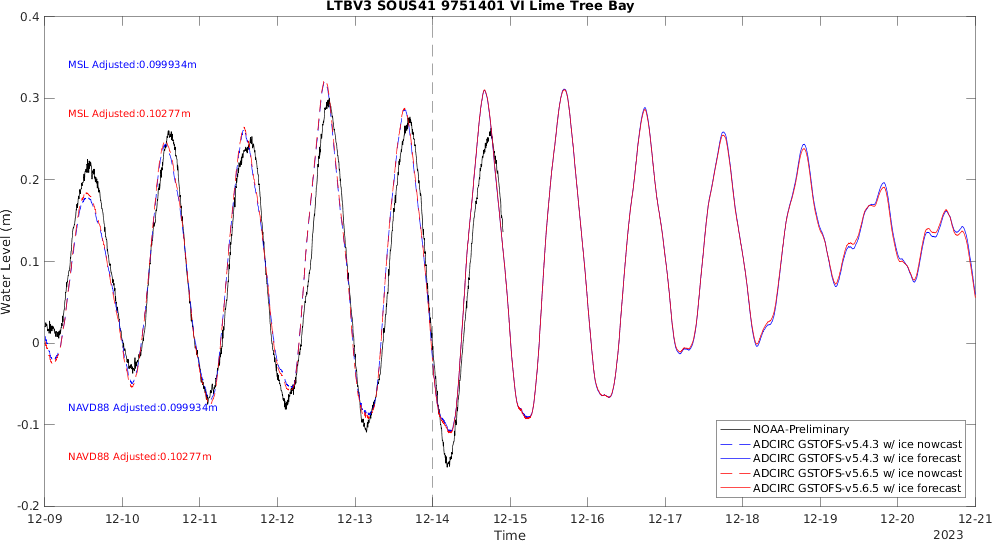 LTBV3 SOUS41 9751401 VI Lime Tree Bay
0.4
0.3
0.2
0.1
0
-0.1
-0.2
Water Level (m)
MSL Adjusted:0.099934m
MSL Adjusted:0.10277m
NAVD88 Adjusted:0.099934m
NAVD88 Adjusted:0.10277m
NOAA-Preliminary
ADCIRC GSTOFS-v5.4.3 w/ ice nowcast
ADCIRC GSTOFS-v5.4.3 w/ ice forecast
ADCIRC GSTOFS-v5.6.5 w/ ice nowcast
ADCIRC GSTOFS-v5.6.5 w/ ice forecast
12-09 12-10 12-11 12-12 12-13 12-14 12-15 12-16 12-17 12-18 12-19 12-20 12-21
Time
2023